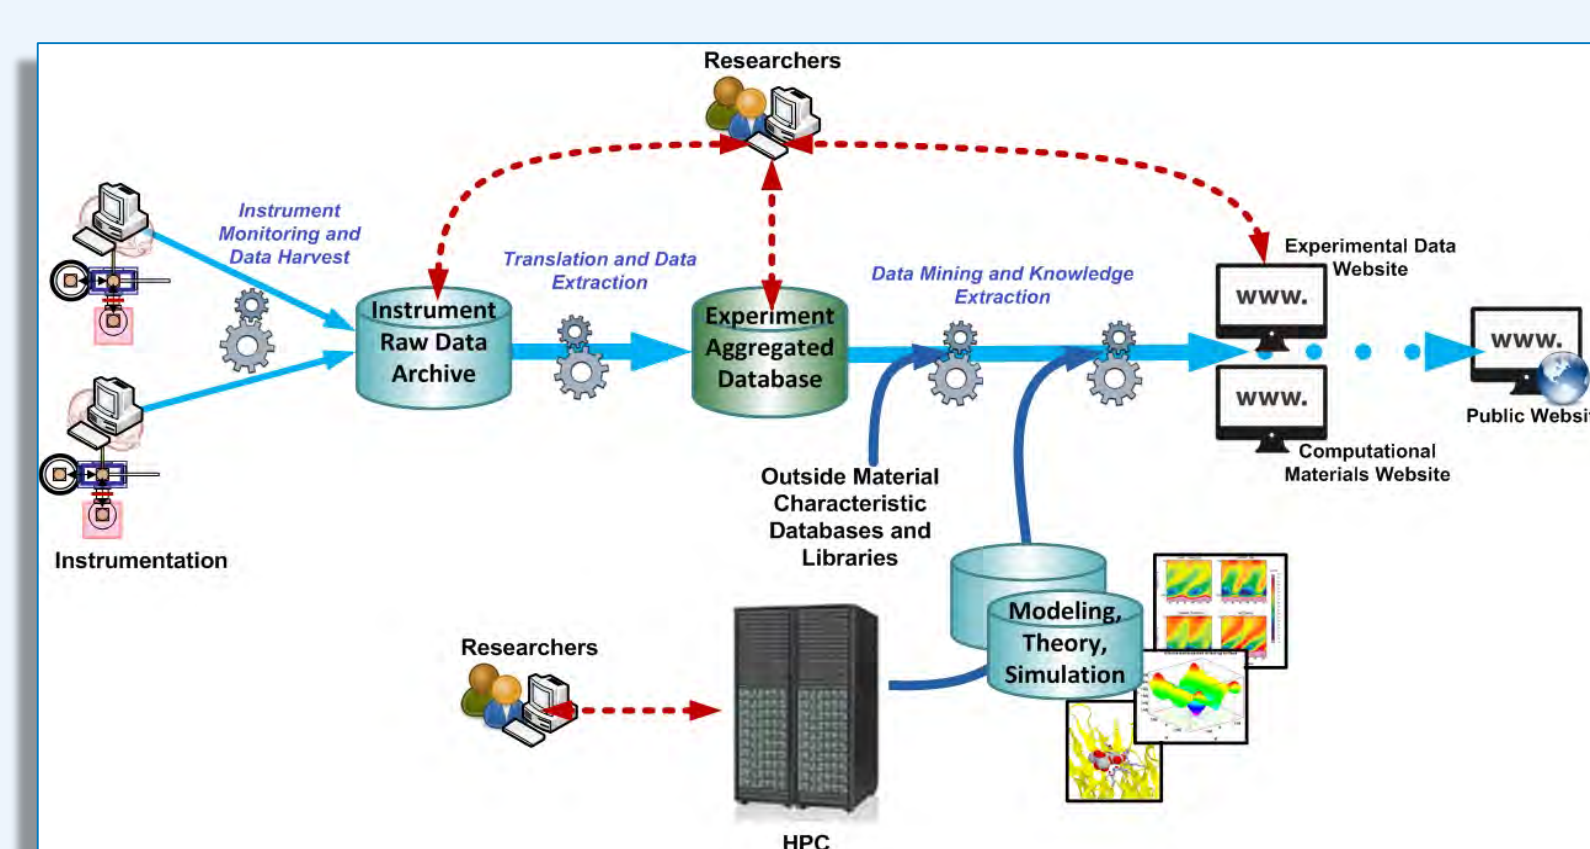 Researchers
Instrument
Monitoring and
Data Harvest
Translation and Data
Extraction
Data Mining and Knowledge
Extraction
Experimental Data
Website
Instrument
Raw Data
Archive
Experiment
Aggregated
Database
www.
www.
www.
Public Websit
Computational
Materials Website
Outside Material
Characteristic
Databases and
Libraries
Instrumentation
Modeling,
Theory,
Simulation
Researchers
HPC